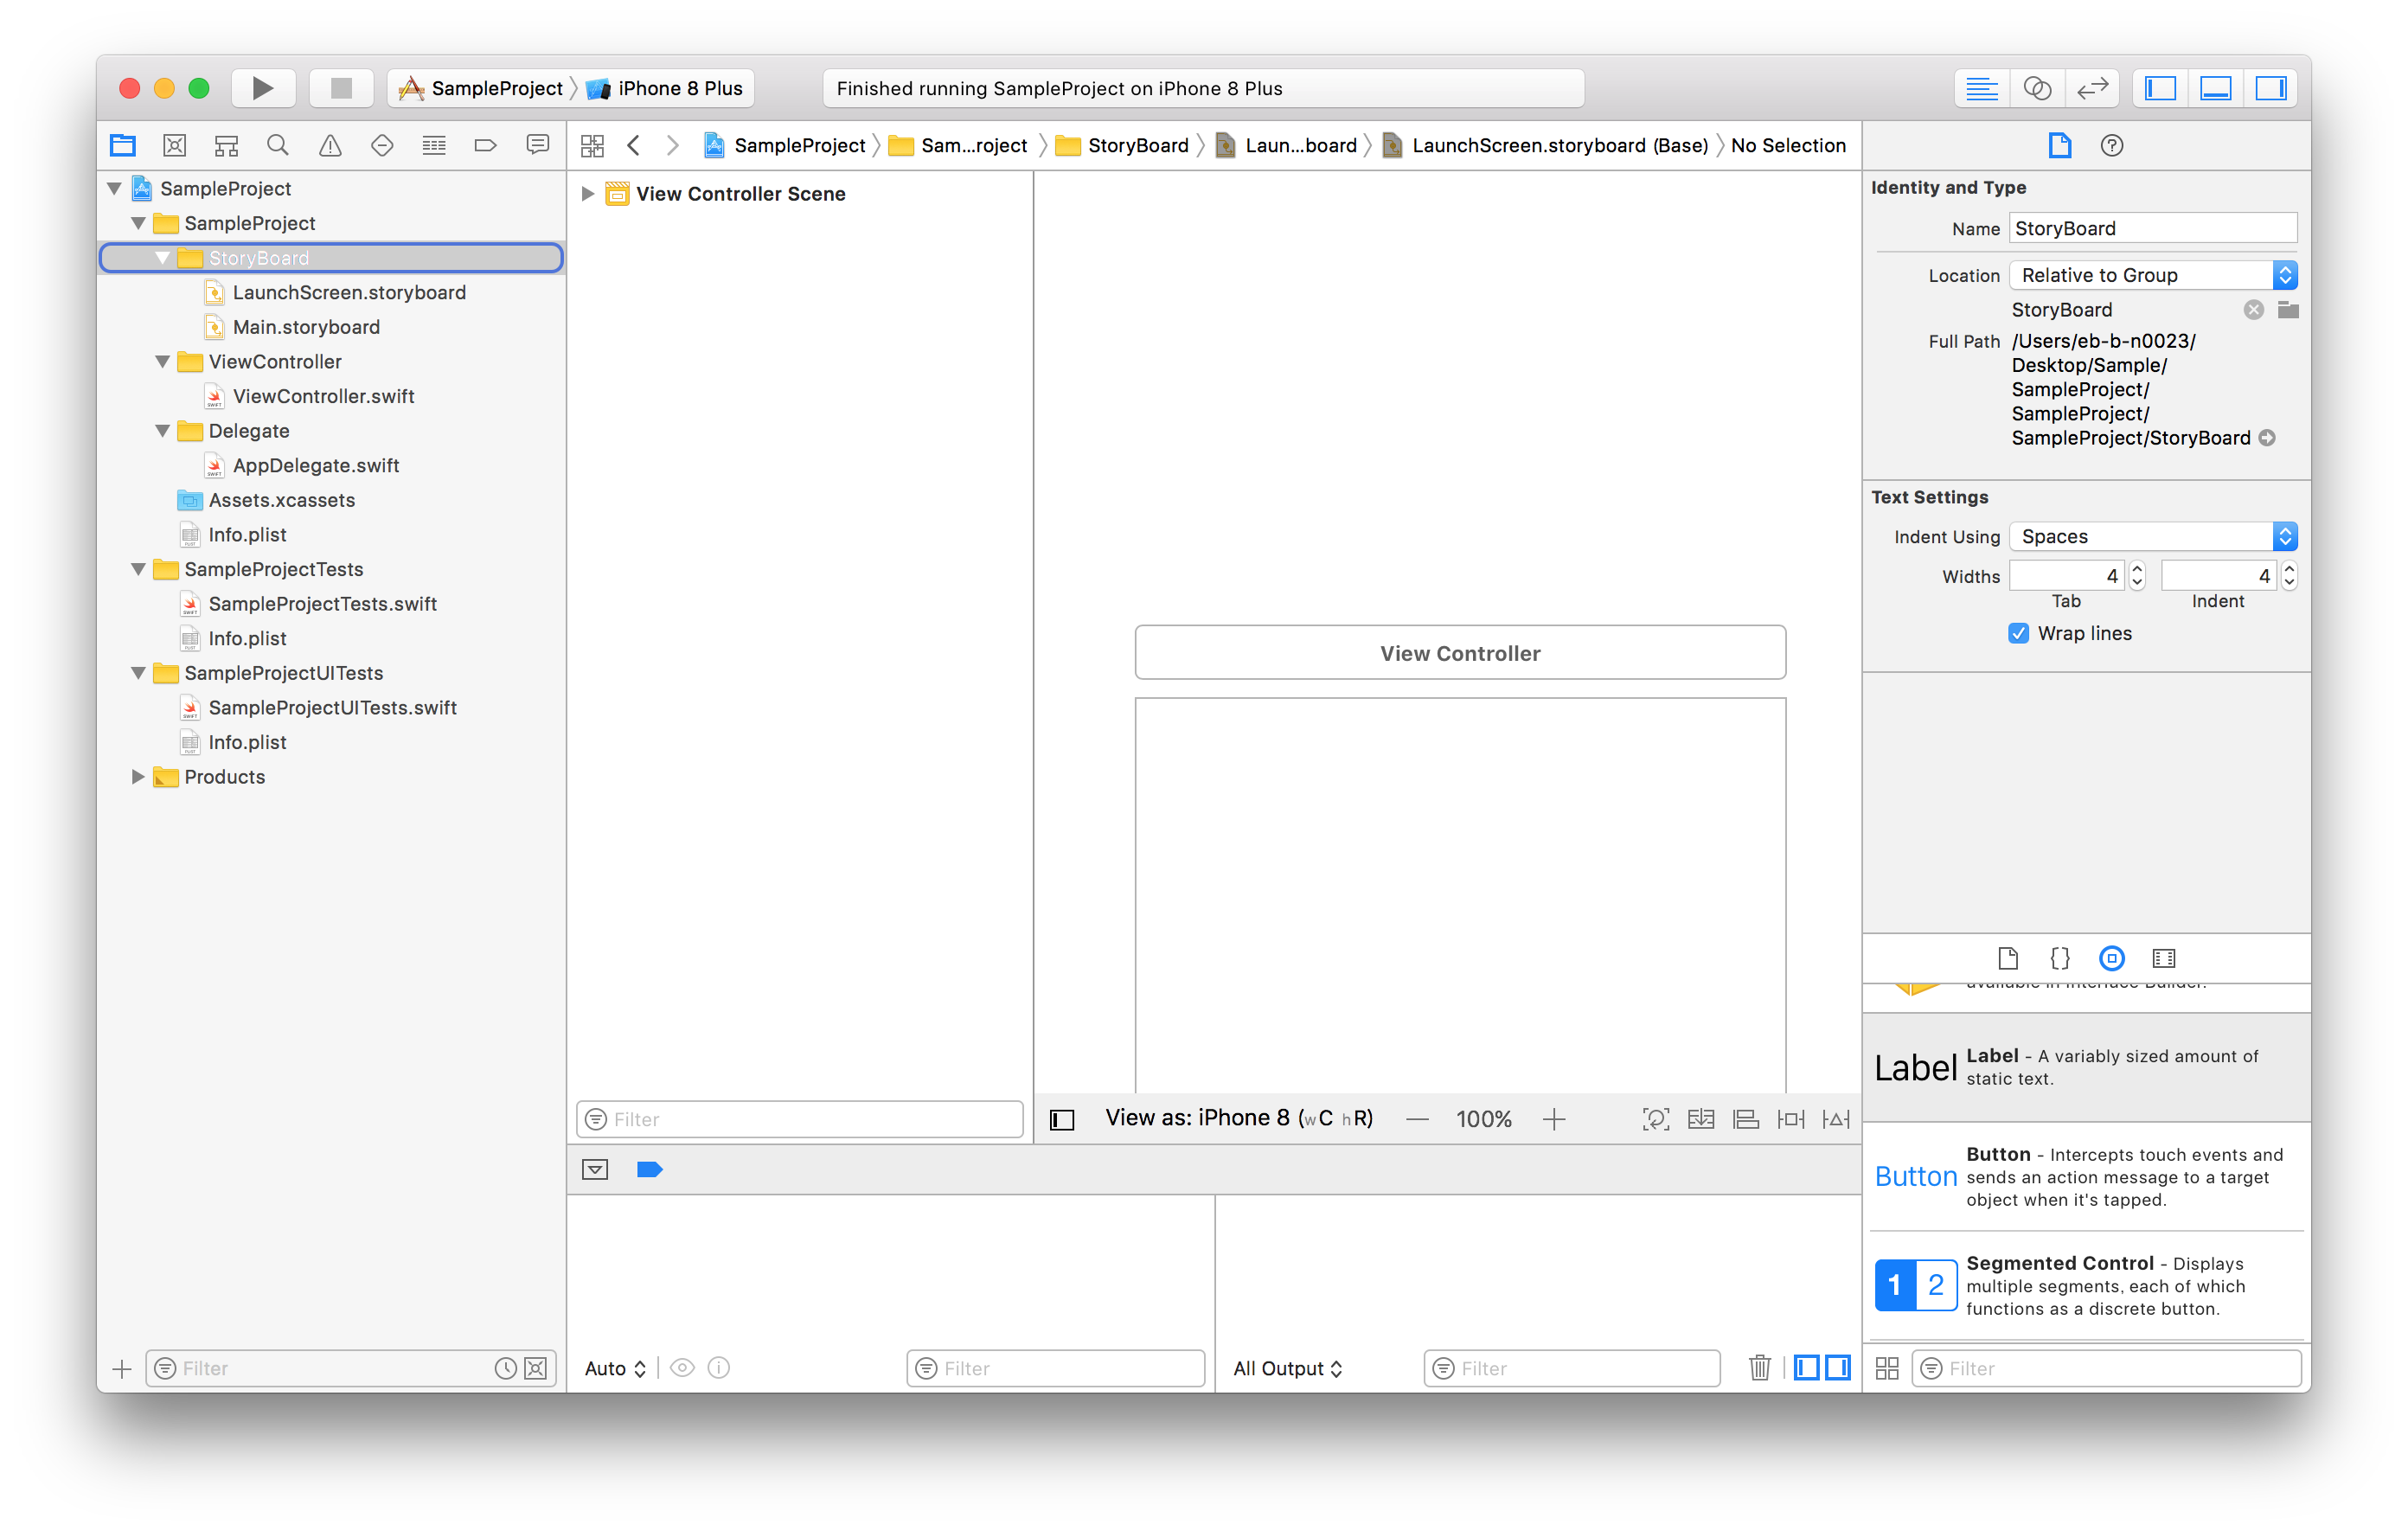 SampleProject
iPhone 8 Plus
Finished running SampleProject on iPhone 8 Plus
SampleProject
Sam...roject
StoryBoard
Laun...board
LaunchScreen.storyboard (Base)
No Selection
SampleProject
SampleProject
StoryBoard
LaunchScreen.storyboard
Main.storyboard
ViewController
ViewController.swift
Delegate
AppDelegate.swift
Assets.xcassets
Info.plist
SampleProjectTests
SampleProjectTests.swift
Info.plist
SampleProjectUITests
SampleProjectUITests.swift
Info.plist
Products
Filter
View Controller Scene
Filter
View Controller
View as: iPhone 8 (wC hR)
100%
Auto
Filter
All Output
Filter
Identity and Type
Name StoryBoard
Location Relative to Group
StoryBoard
Full Path /Users/eb-b-n0023/
Desktop/Sample/
SampleProject/
SampleProject/
SampleProject/StoryBoard
Text Settings
Indent Using Spaces
Widths 4 4
Tab Indent
Wrap lines
available in Interface Builder.
Label
Label - A variably sized amount of
static text.
Button
Button - Intercepts touch events and
sends an action message to a target
object when it's tapped.
1 2
Segmented Control - Displays
multiple segments, each of which
functions as a discrete button.
Filter